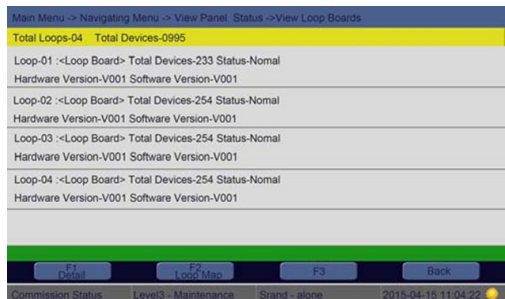 Main Menu -> Navigating Menu -> View Panel Status ->View Loop Boards
Total Loops-04 Total Devices-0995
Loop-01 :<Loop Board> Total Devices-233 Status-Nomal
Hardware Version-V001 Software Version-V001
Loop-02 :<Loop Board> Total Devices-254 Status-Nomal
Hardware Version-V001 Software Version-V001
Loop-03 :<Loop Board> Total Devices-254 Status-Nomal
Hardware Version-V001 Software Version-V001
Loop-04 :<Loop Board> Total Devices-254 Status-Nomal
Hardware Version-V001 Software Version-V001
F1 Detail F2 Loop Map F3 Back
Commission Status Level3 - Maintenance Srand - alone 2015-04-15 11:04:22